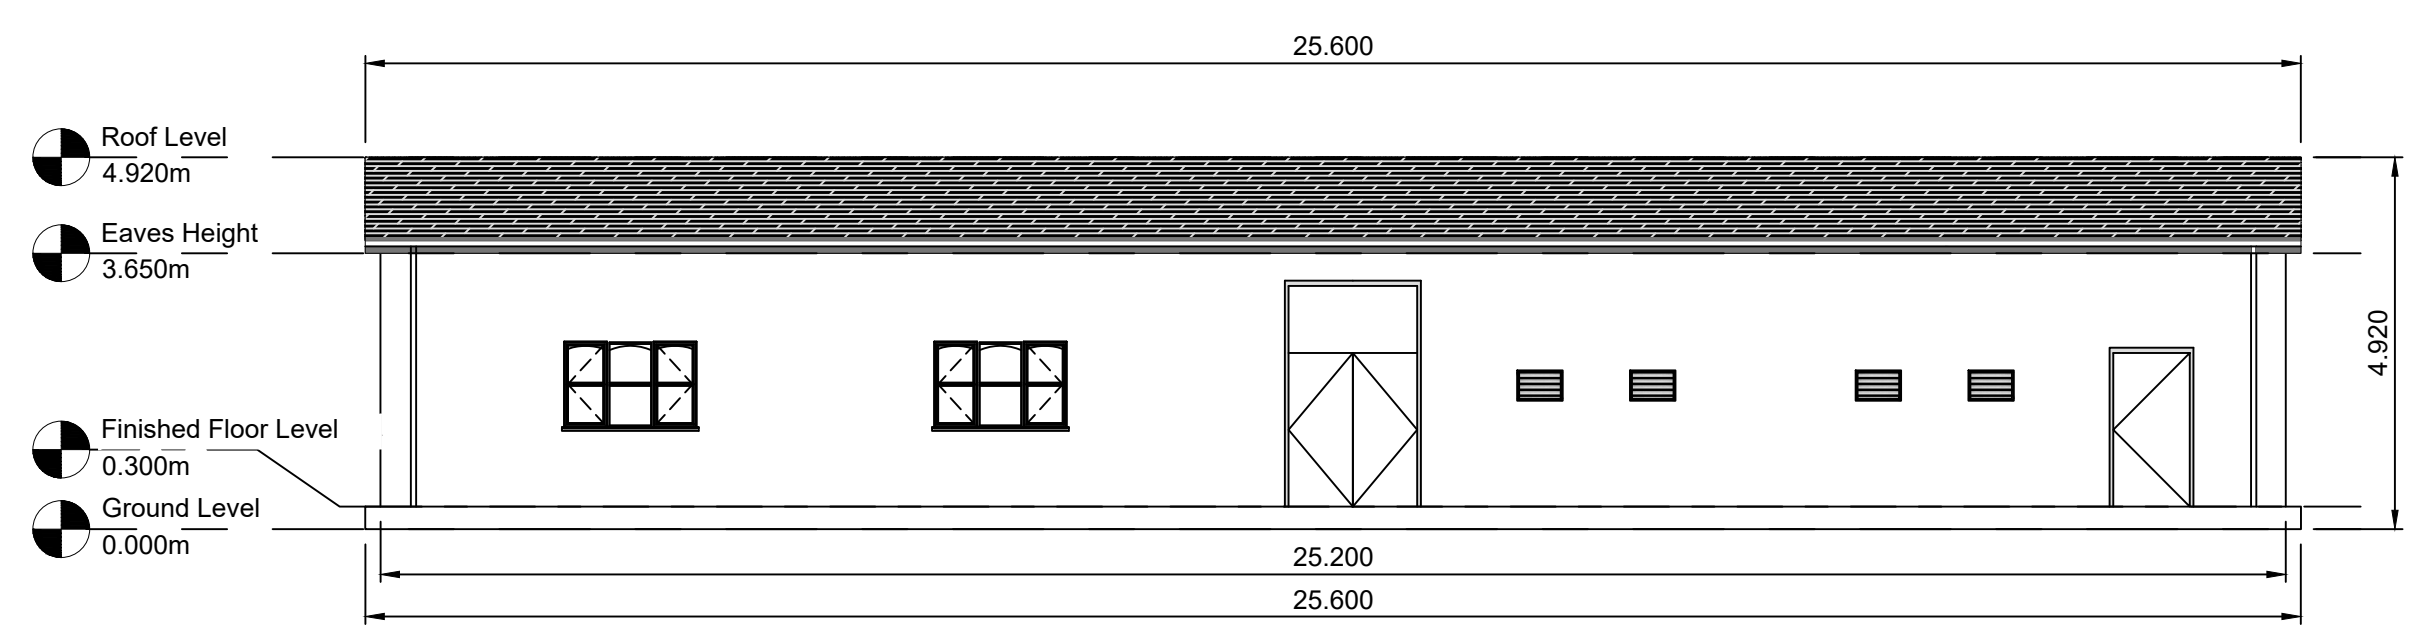 25.600
Roof Level
4.920m
Eaves Height
3.650m
4.920
Finished Floor Level
0.300m
Ground Level
0.000m
25.200
25.600